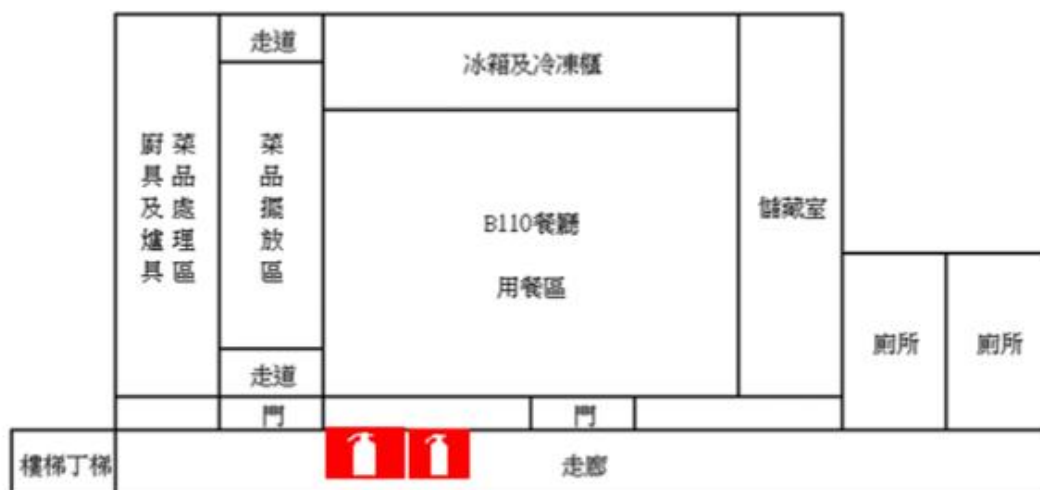 走道
冰箱及冷凍櫃
菜品處理區
廚具及爐具
菜品擺放區
B110餐廳
用餐區
儲藏室
廁所
廁所
走道
門
門
樓梯丁梯
走廊